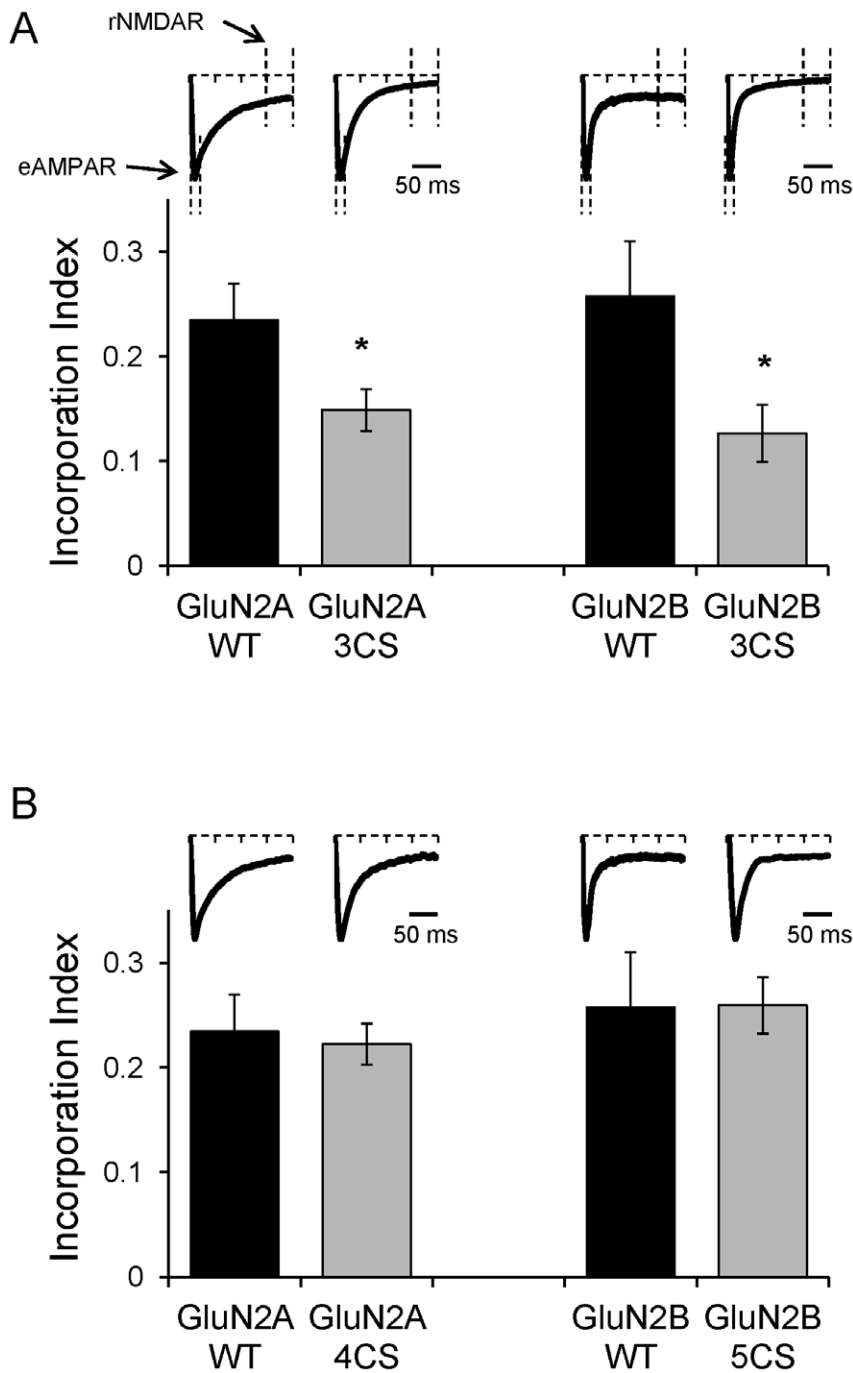 A
rNMDAR
eAMPAR
50 ms
50 ms
Incorporation Index
0.3
0.2
0.1
0
GluN2A
WT
GluN2A
3CS
GluN2B
WT
GluN2B
3CS
*
*
B
50 ms
50 ms
Incorporation Index
0.3
0.2
0.1
0
GluN2A
WT
GluN2A
4CS
GluN2B
WT
GluN2B
5CS